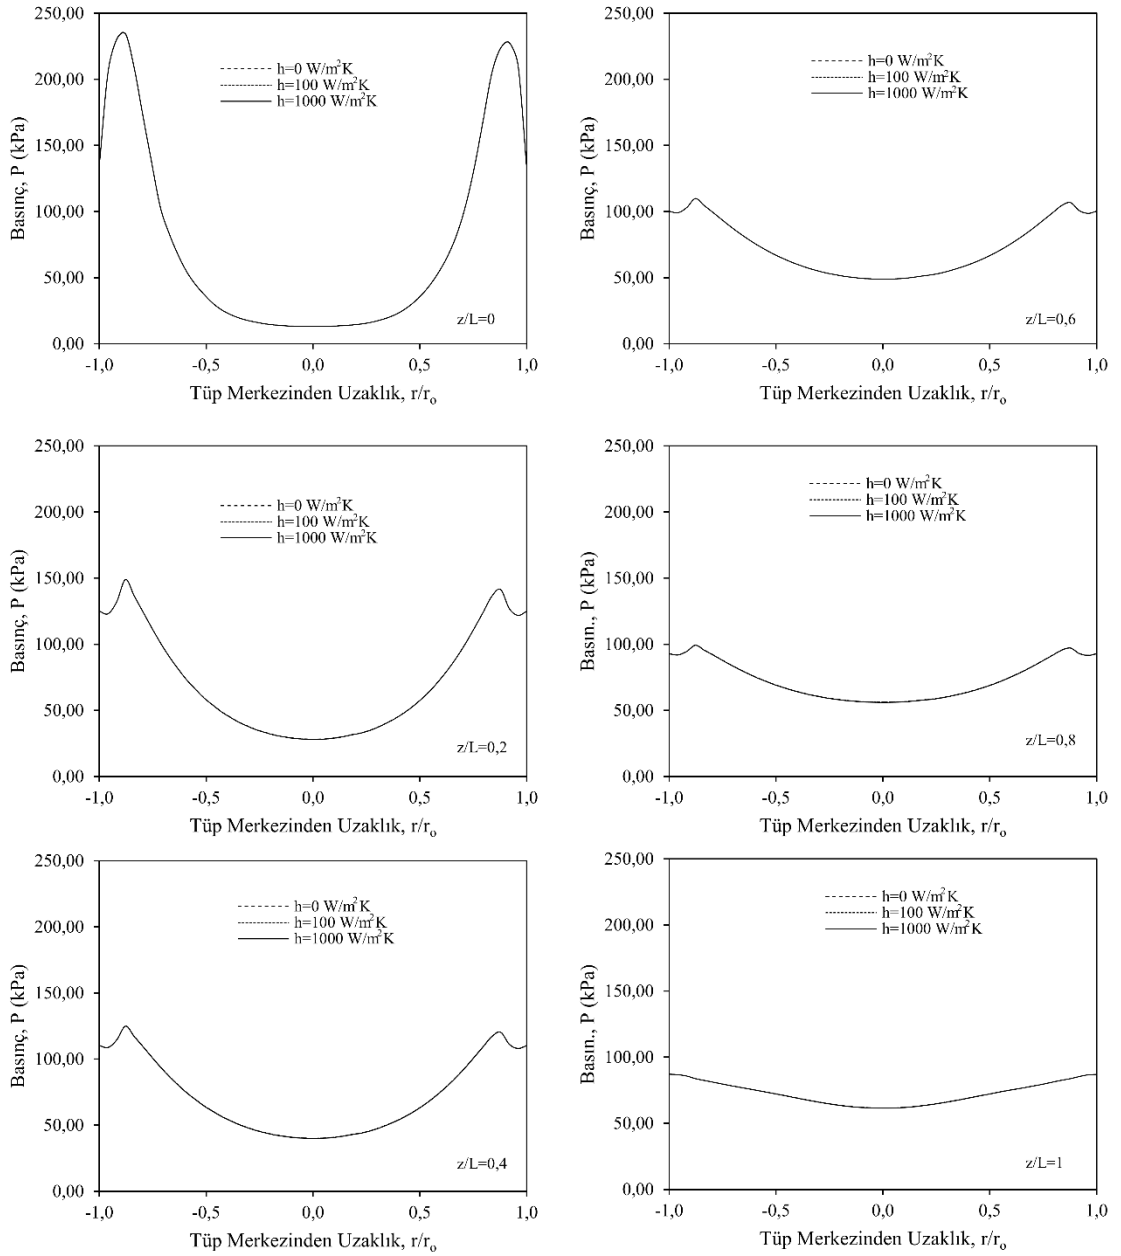 250,00
200,00
150,00
100,00
50,00
0,00
Basınç, P (kPa)
h=0 W/m²K
h=100 W/m²K
h=1000 W/m²K
z/L=0
-1,0 -0,5 0,0 0,5 1,0
Tüp Merkezinden Uzaklık, r/rₒ
250,00
200,00
150,00
100,00
50,00
0,00
Basınç, P (kPa)
h=0 W/m²K
h=100 W/m²K
h=1000 W/m²K
z/L=0,6
-1,0 -0,5 0,0 0,5 1,0
Tüp Merkezinden Uzaklık, r/rₒ
250,00
200,00
150,00
100,00
50,00
0,00
Basınç, P (kPa)
h=0 W/m²K
h=100 W/m²K
h=1000 W/m²K
z/L=0,2
-1,0 -0,5 0,0 0,5 1,0
Tüp Merkezinden Uzaklık, r/rₒ
250,00
200,00
150,00
100,00
50,00
0,00
Basın., P (kPa)
h=0 W/m²K
h=100 W/m²K
h=1000 W/m²K
z/L=0,8
-1,0 -0,5 0,0 0,5 1,0
Tüp Merkezinden Uzaklık, r/rₒ
250,00
200,00
150,00
100,00
50,00
0,00
Basınç, P (kPa)
h=0 W/m²K
h=100 W/m²K
h=1000 W/m²K
z/L=0,4
-1,0 -0,5 0,0 0,5 1,0
Tüp Merkezinden Uzaklık, r/rₒ
250,00
200,00
150,00
100,00
50,00
0,00
Basın., P (kPa)
h=0 W/m²K
h=100 W/m²K
h=1000 W/m²K
z/L=1
-1,0 -0,5 0,0 0,5 1,0
Tüp Merkezinden Uzaklık, r/rₒ